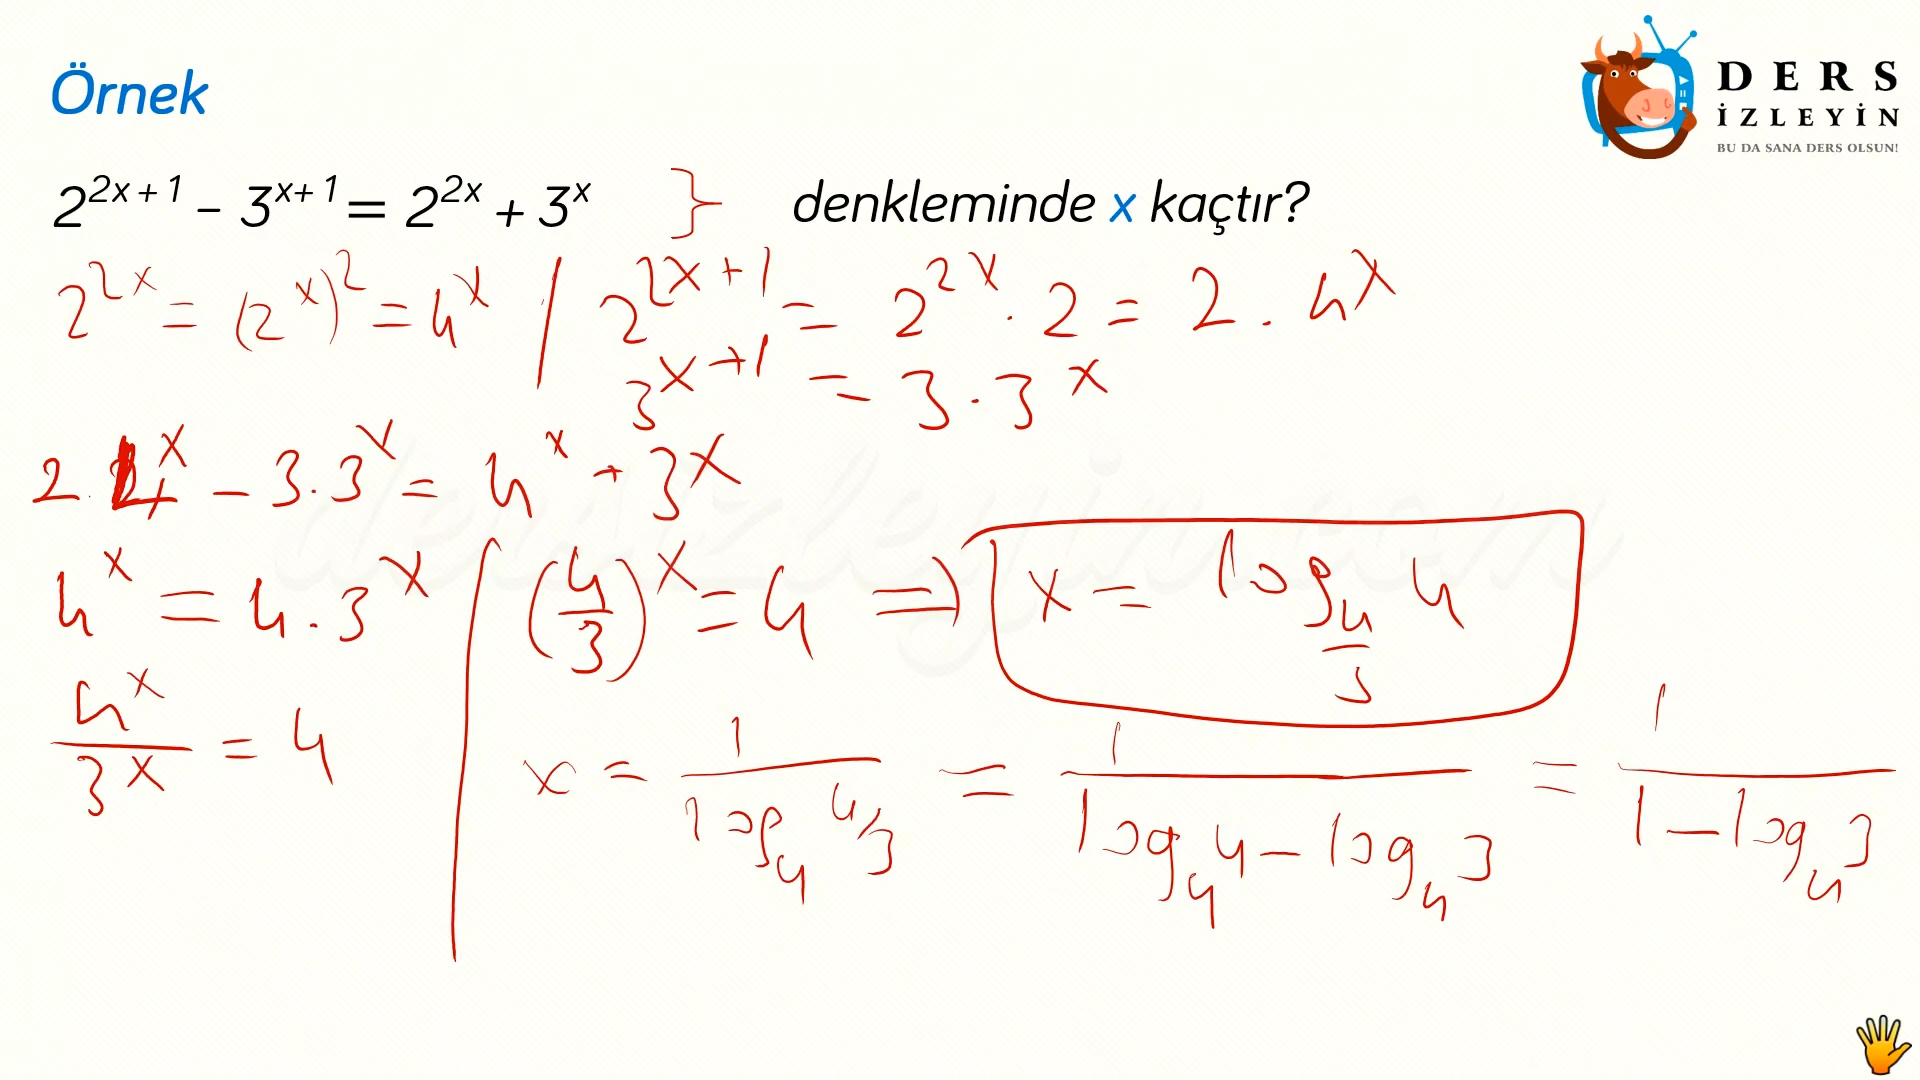 Örnek
DERS
İZLEYİN
BU DA SANA DERS OLSUN!
2^{2x+1} - 3^{x+1} = 2^{2x} + 3^x } denkleminde x kaçtır?
2^{2x} = (2^x)^2 = 4^x / 2^{2x+1} = 2^{2x} · 2 = 2 · 4^x
3^{x+1} = 3 · 3^x
2 · 4^x - 3 · 3^x = 4^x + 3^x
4^x = 4 · 3^x
(4/3)^x = 4 ⇒ x = log_{4/3} 4
4^x / 3^x = 4
x = 1 / log_4 4/3 = 1 / log_4 4 - log_4 3 = 1 / 1 - log_4 3